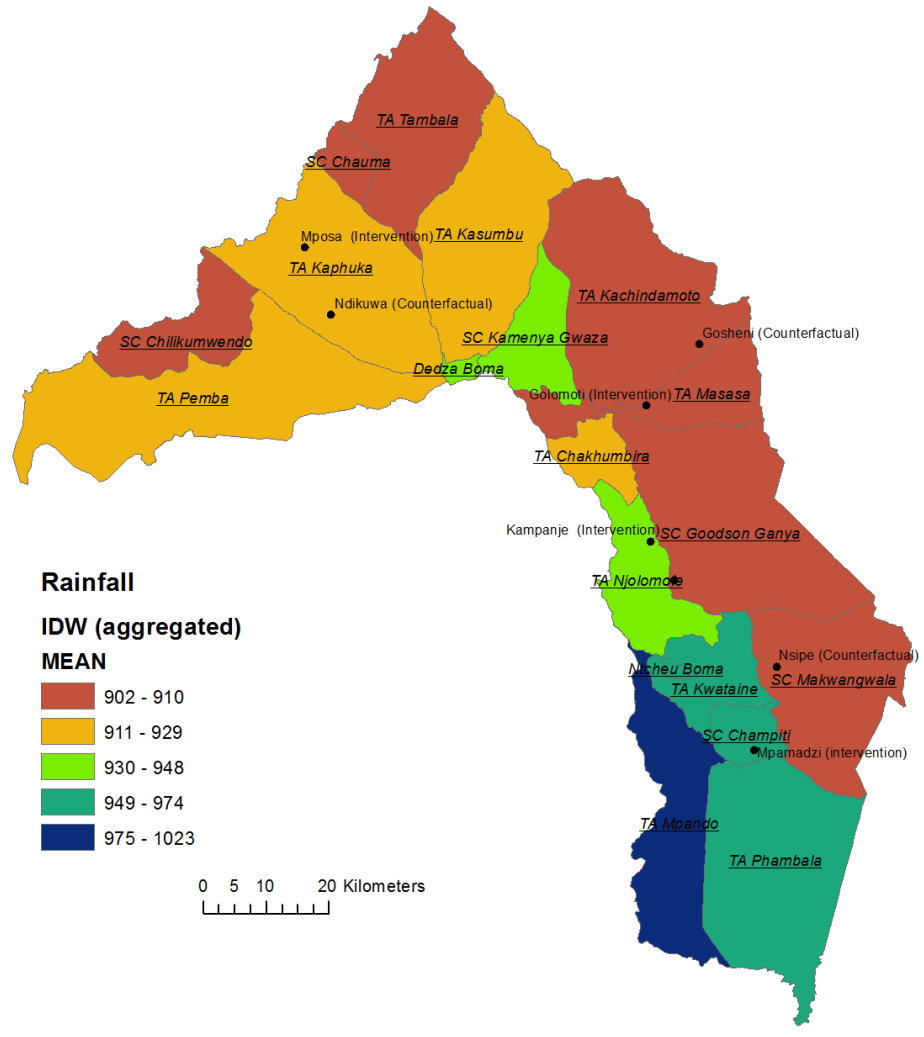 TA Tambala
SC Chauma
Mposa  (Intervention)
TA Kasumbu
TA Kaphuka
TA Kachindamoto
Ndikuwa (Counterfactual)
SC Kamenya Gwaza
Gosheni (Counterfactual)
SC Chilikumwendo
Dedza Boma
Golomoti (Intervention)
TA Masasa
TA Pemba
TA Chakhumbira
Kampanje  (Intervention)
SC Goodson Ganya
TA Njolomole
Nsipe (Counterfactual)
Ntcheu Boma
SC Makwangwala
TA Kwataine
SC Champiti
Mpamadzi (intervention)
TA Mpando
TA Phambala
Rainfall
IDW (aggregated)
MEAN
902 - 910
911 - 929
930 - 948
949 - 974
975 - 1023
0 5 10 20 Kilometers